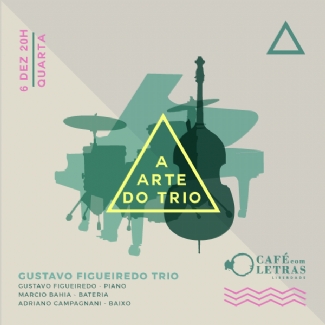 6 DEZ 20H
QUARTA
A
ARTE
DO TRIO
GUSTAVO FIGUEIREDO TRIO
GUSTAVO FIGUEIREDO - PIANO
MARCIO BAHIA - BATERIA
ADRIANO CAMPAGNANI - BAIXO
CAFÉ com
LETRAS
LIBERDADE